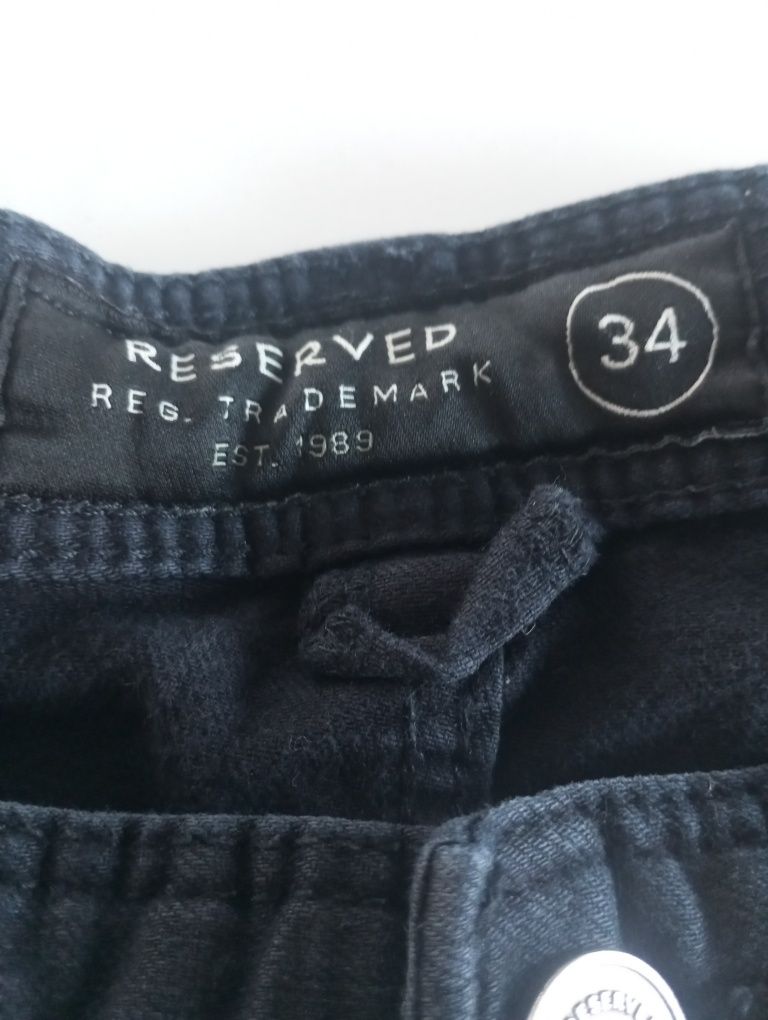 RESERVED
34
REG. TRADEMARK
EST. 1989